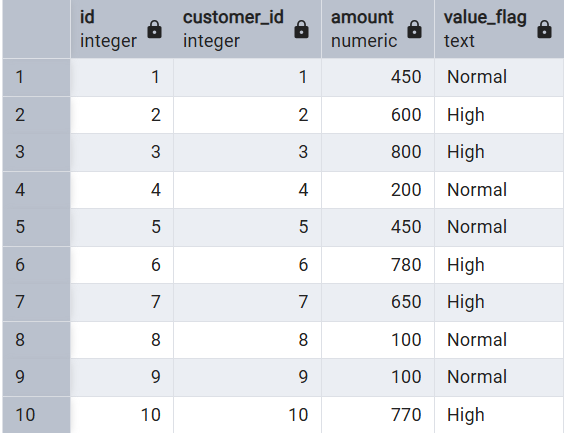 id customer_id amount value_flag
integer integer numeric text
1 1 1 450 Normal
2 2 2 600 High
3 3 3 800 High
4 4 4 200 Normal
5 5 5 450 Normal
6 6 6 780 High
7 7 7 650 High
8 8 8 100 Normal
9 9 9 100 Normal
10 10 10 770 High